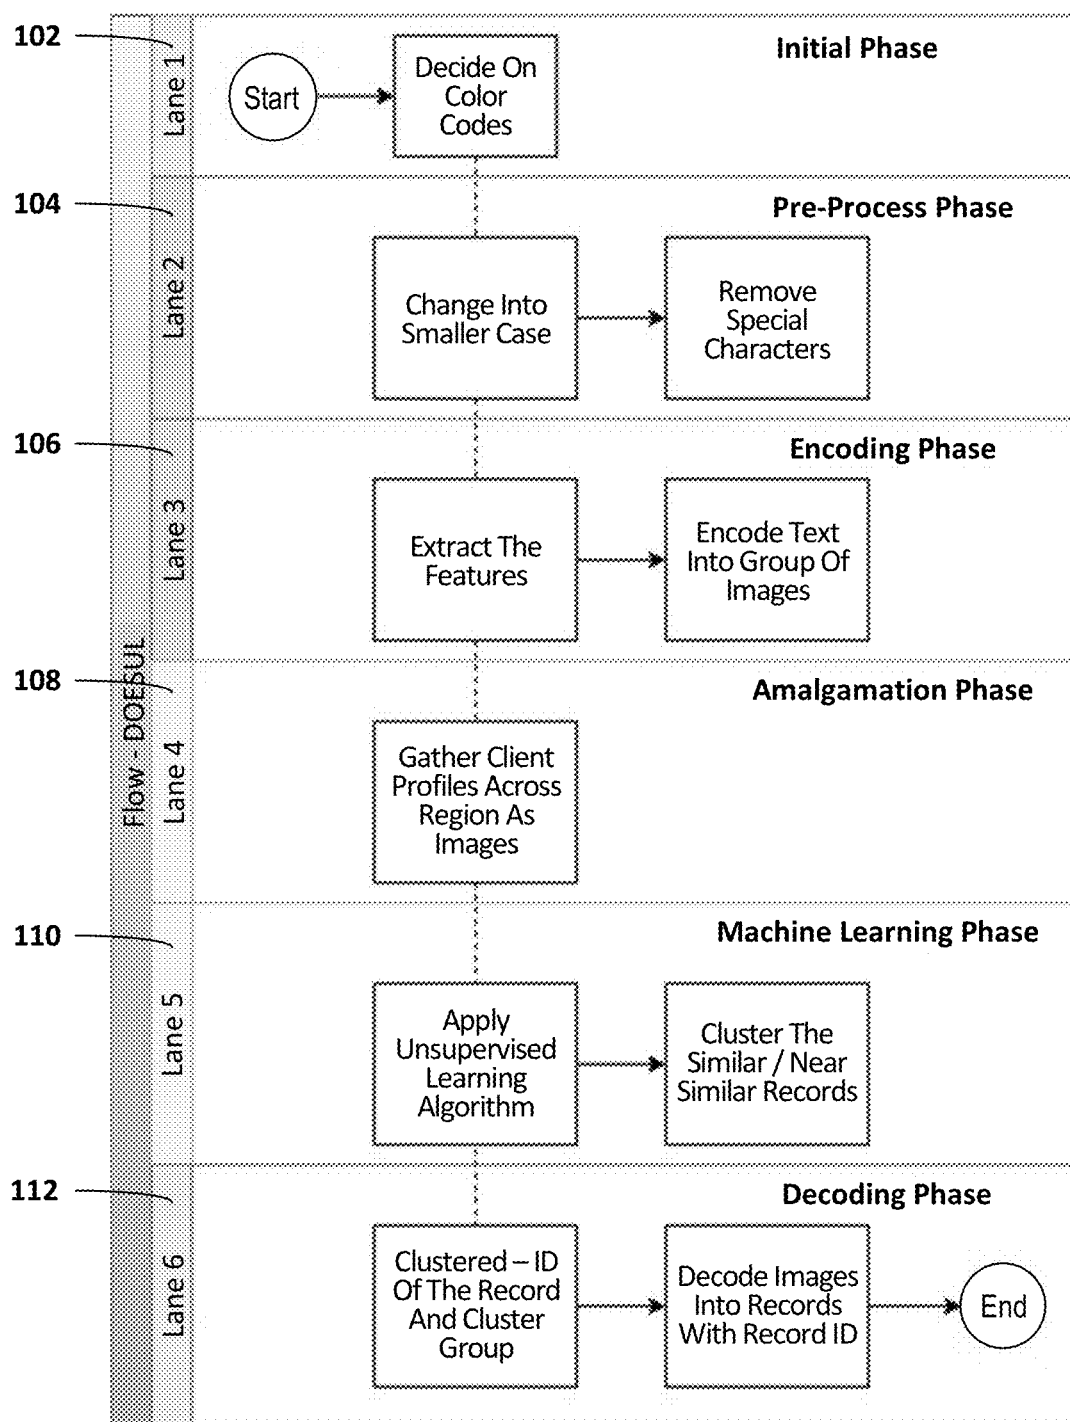 102
Lane 1
Start
Decide On
Color
Codes
Initial Phase
104
Lane 2
Pre-Process Phase
Change Into
Smaller Case
Remove
Special
Characters
106
Lane 3
Encoding Phase
Extract The
Features
Encode Text
Into Group Of
Images
Flow - DOESUL
108
Lane 4
Amalgamation Phase
Gather Client
Profiles Across
Region As
Images
110
Lane 5
Machine Learning Phase
Apply
Unsupervised
Learning
Algorithm
Cluster The
Similar / Near
Similar Records
112
Lane 6
Decoding Phase
Clustered – ID
Of The Record
And Cluster
Group
Decode Images
Into Records
With Record ID
End